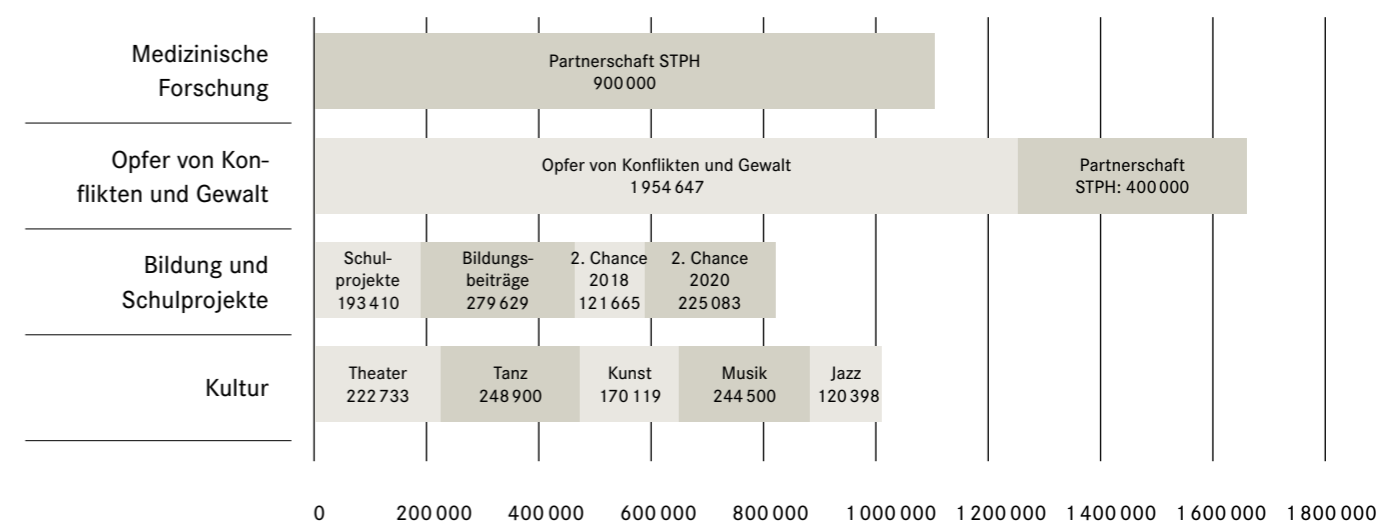 Medizinische
Forschung
Partnerschaft STPH
900 000
Opfer von Kon-
flikten und Gewalt
Opfer von Konflikten und Gewalt
1 954 647
Partnerschaft
STPH: 400 000
Bildung und
Schulprojekte
Schul-
projekte
193 410
Bildungs-
beiträge
279 629
2. Chance
2018
121 665
2. Chance
2020
225 083
Kultur
Theater
222 733
Tanz
248 900
Kunst
170 119
Musik
244 500
Jazz
120 398
0 200 000 400 000 600 000 800 000 1 000 000 1 200 000 1 400 000 1 600 000 1 800 000